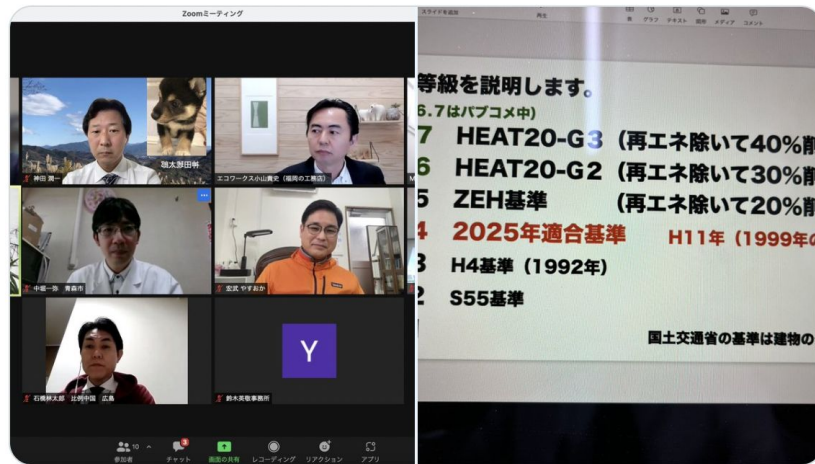 Zoomミーティング
神田 潤一
エコワークス小山貴史（福岡の工務店）
M
中堀一弥 青森市
宏武 やすおか
石橋林太郎 比例中国 広島
Y
鈴木英敬事務所
10
3
参加者
チャット
画面の共有
レコーディング
リアクション
アプリ
スライドを追加
再生
表
グラフ
テキスト
図形
メディア
コメント
等級を説明します。
6.7はパブコメ中）
7 HEAT20-G3（再エネ除いて40%削
6 HEAT20-G2（再エネ除いて30%削
5 ZEH基準 （再エネ除いて20%削
4 2025年適合基準 H11年（1999年の
3 H4基準（1992年）
2 S55基準
国土交通省の基準は建物の